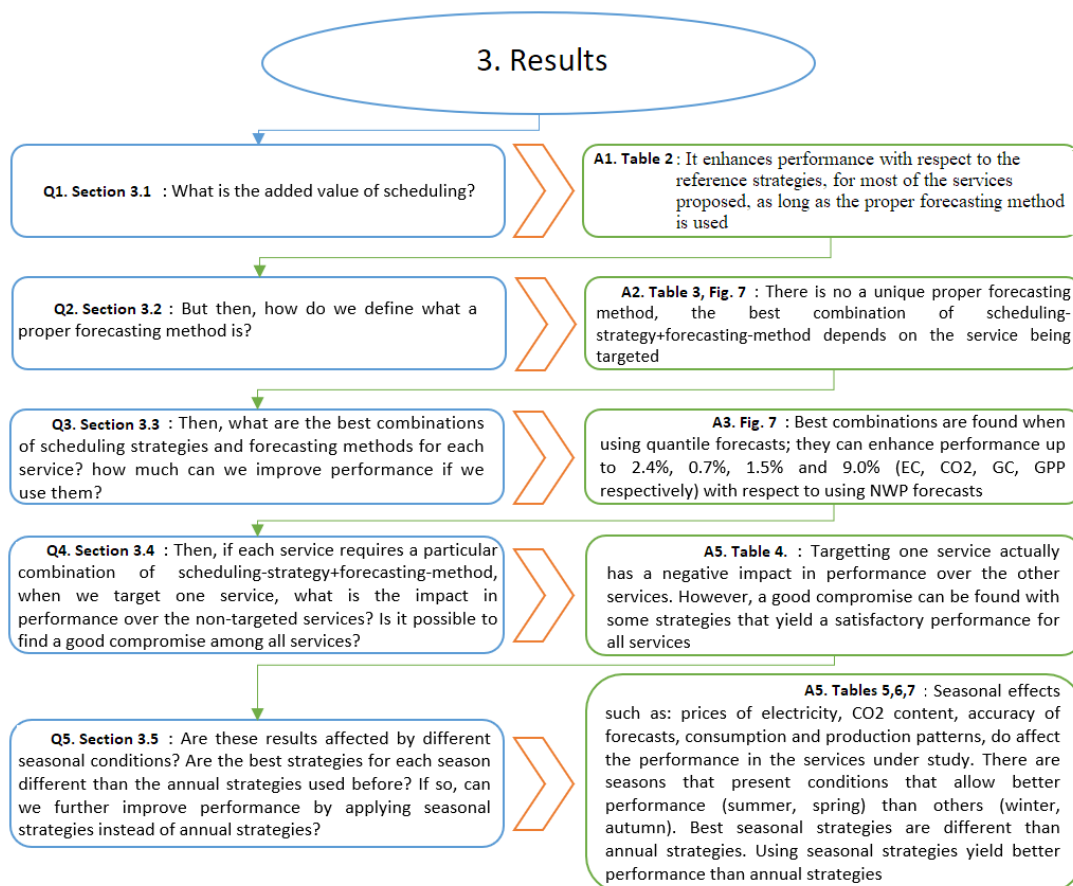 3. Results
Q1. Section 3.1 : What is the added value of scheduling?
A1. Table 2 : It enhances performance with respect to the
reference strategies, for most of the services
proposed, as long as the proper forecasting method
is used
Q2. Section 3.2 : But then, how do we define what a
proper forecasting method is?
A2. Table 3, Fig. 7 : There is no a unique proper forecasting
method, the best combination of scheduling-
strategy+forecasting-method depends on the service being
targeted
Q3. Section 3.3 : Then, what are the best combinations
of scheduling strategies and forecasting methods for each
service? how much can we improve performance if we
use them?
A3. Fig. 7 : Best combinations are found when
using quantile forecasts; they can enhance performance up
to 2.4%, 0.7%, 1.5% and 9.0% (EC, CO2, GC, GPP
respectively) with respect to using NWP forecasts
Q4. Section 3.4 : Then, if each service requires a particular
combination of scheduling-strategy+forecasting-method,
when we target one service, what is the impact in
performance over the non-targeted services? Is it possible to
find a good compromise among all services?
A5. Table 4. : Targetting one service actually
has a negative impact in performance over the other
services. However, a good compromise can be found with
some strategies that yield a satisfactory performance for
all services
Q5. Section 3.5 : Are these results affected by different
seasonal conditions? Are the best strategies for each season
different than the annual strategies used before? If so, can
we further improve performance by applying seasonal
strategies instead of annual strategies?
A5. Tables 5,6,7 : Seasonal effects
such as: prices of electricity, CO2 content, accuracy of
forecasts, consumption and production patterns, do affect
the performance in the services under study. There are
seasons that present conditions that allow better
performance (summer, spring) than others (winter,
autumn). Best seasonal strategies are different than
annual strategies. Using seasonal strategies yield better
performance than annual strategies